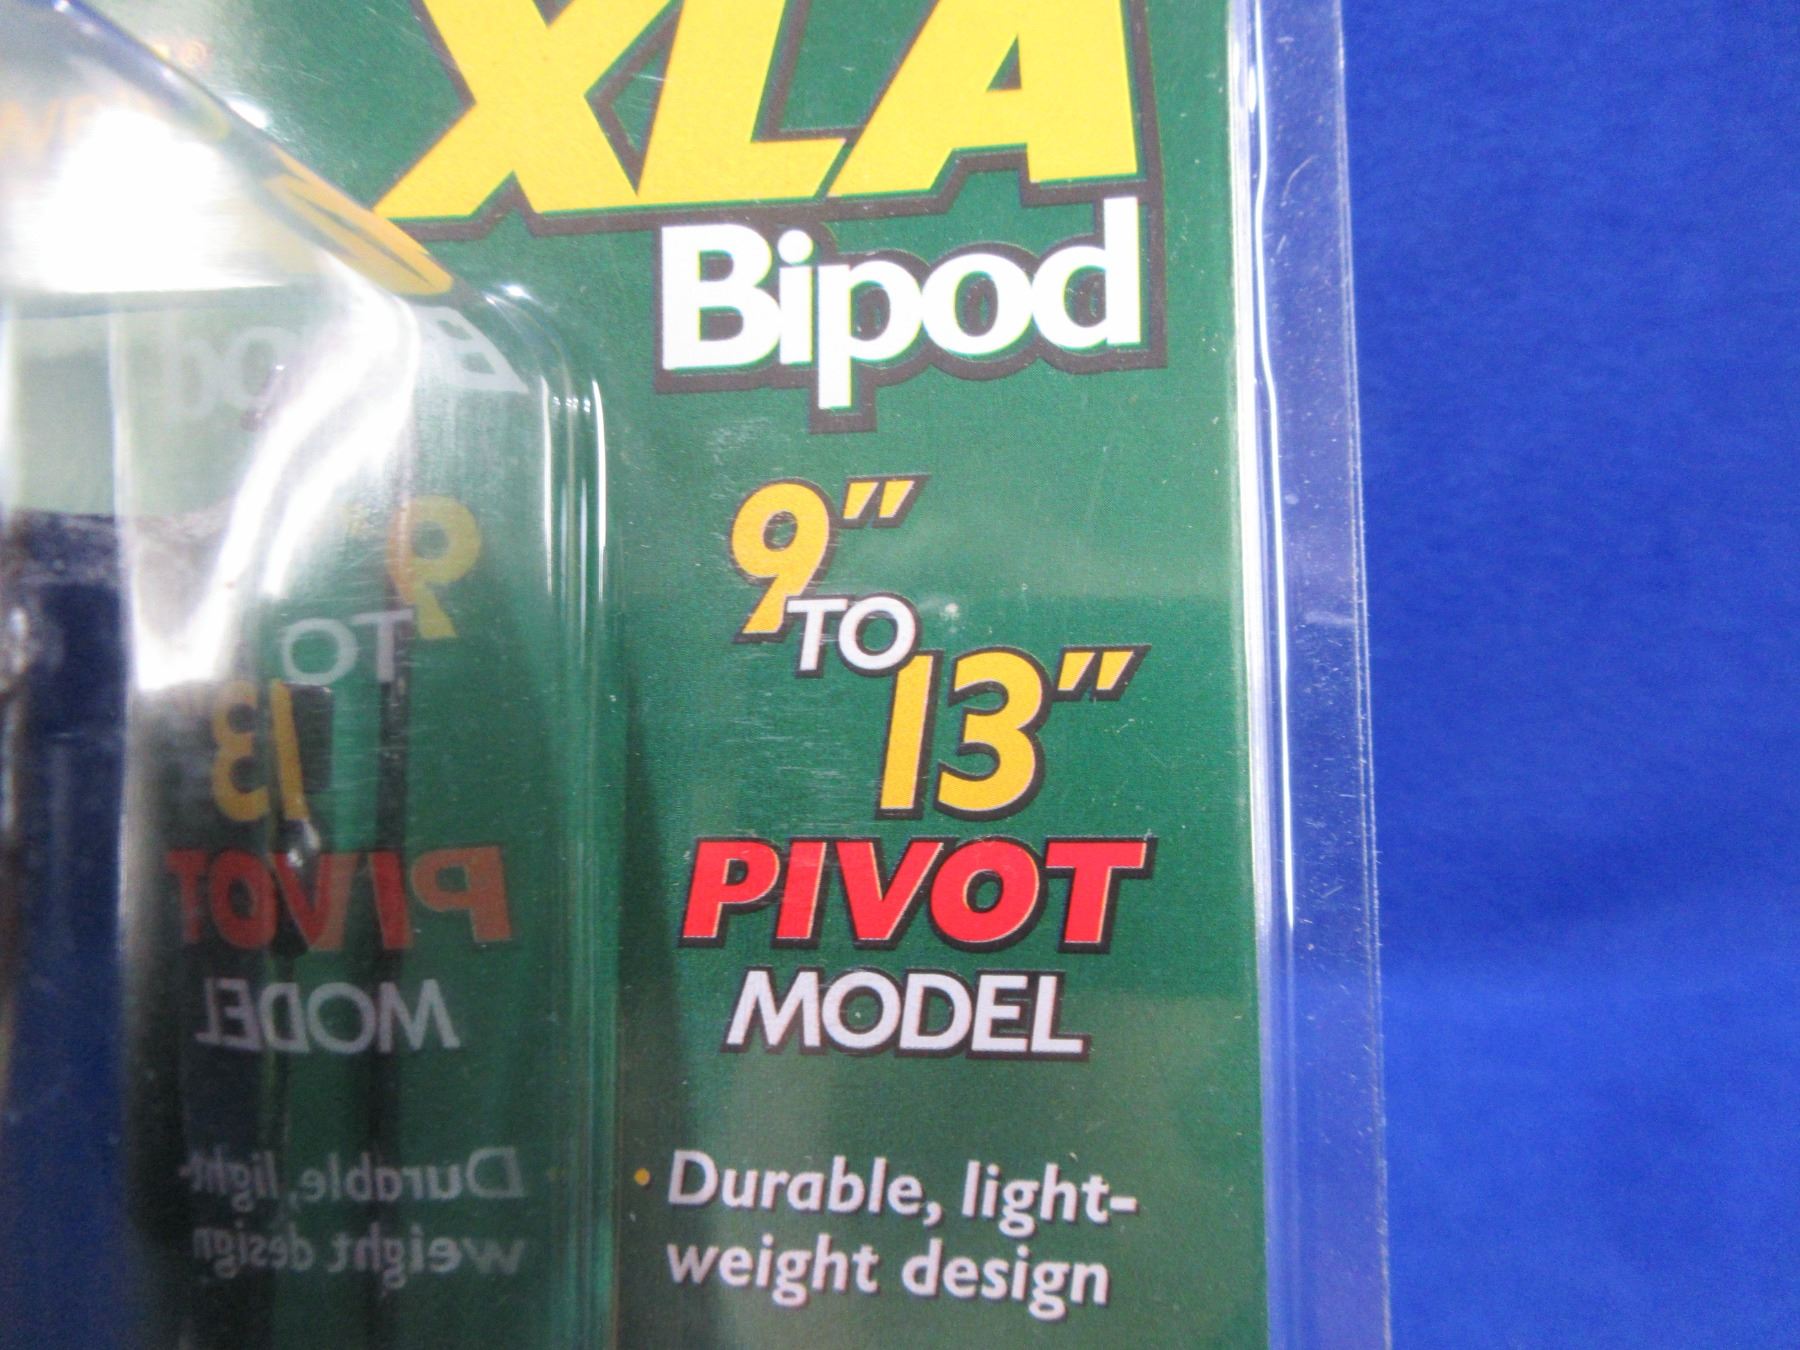 XLA
Bipod
9"
TO
13"
PIVOT
MODEL
• Durable, light-
weight design